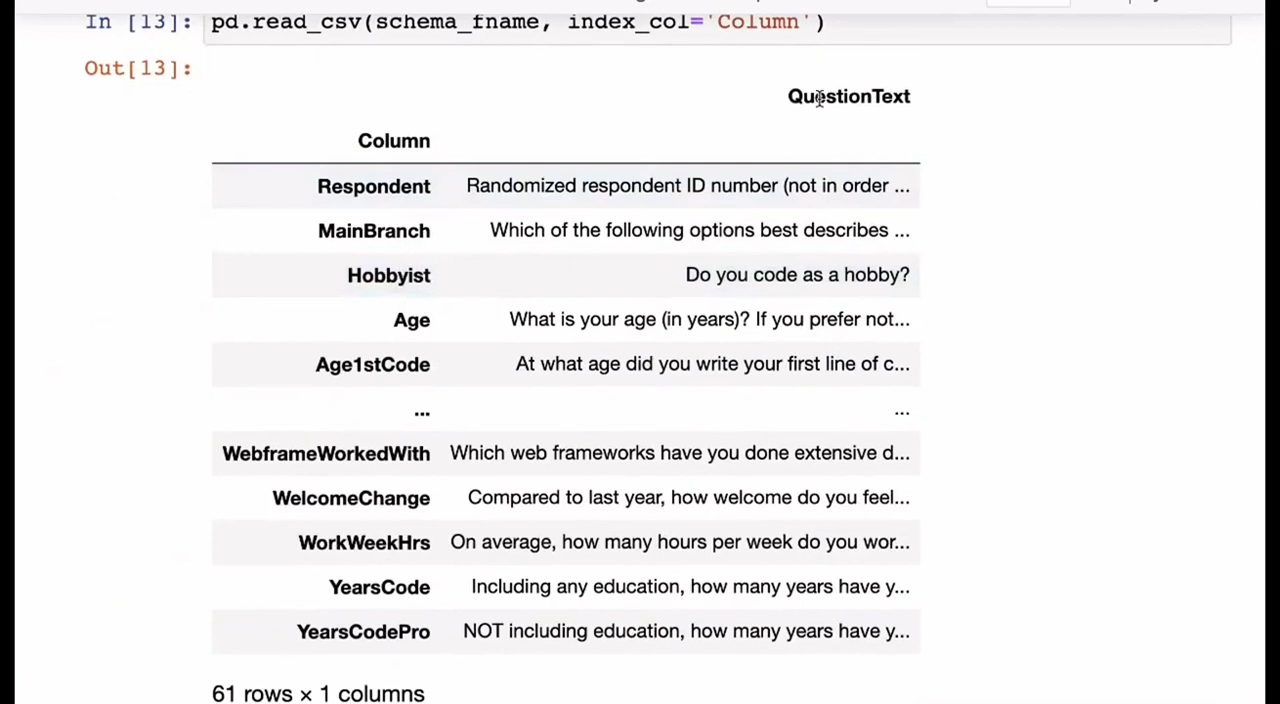 In [13]: pd.read_csv(schema_fname, index_col='Column')
Out[13]:
QuestionText
Column
Respondent Randomized respondent ID number (not in order ...
MainBranch Which of the following options best describes ...
Hobbyist Do you code as a hobby?
Age What is your age (in years)? If you prefer not...
Age1stCode At what age did you write your first line of c...
... ...
WebframeWorkedWith Which web frameworks have you done extensive d...
WelcomeChange Compared to last year, how welcome do you feel...
WorkWeekHrs On average, how many hours per week do you wor...
YearsCode Including any education, how many years have y...
YearsCodePro NOT including education, how many years have y...
61 rows × 1 columns